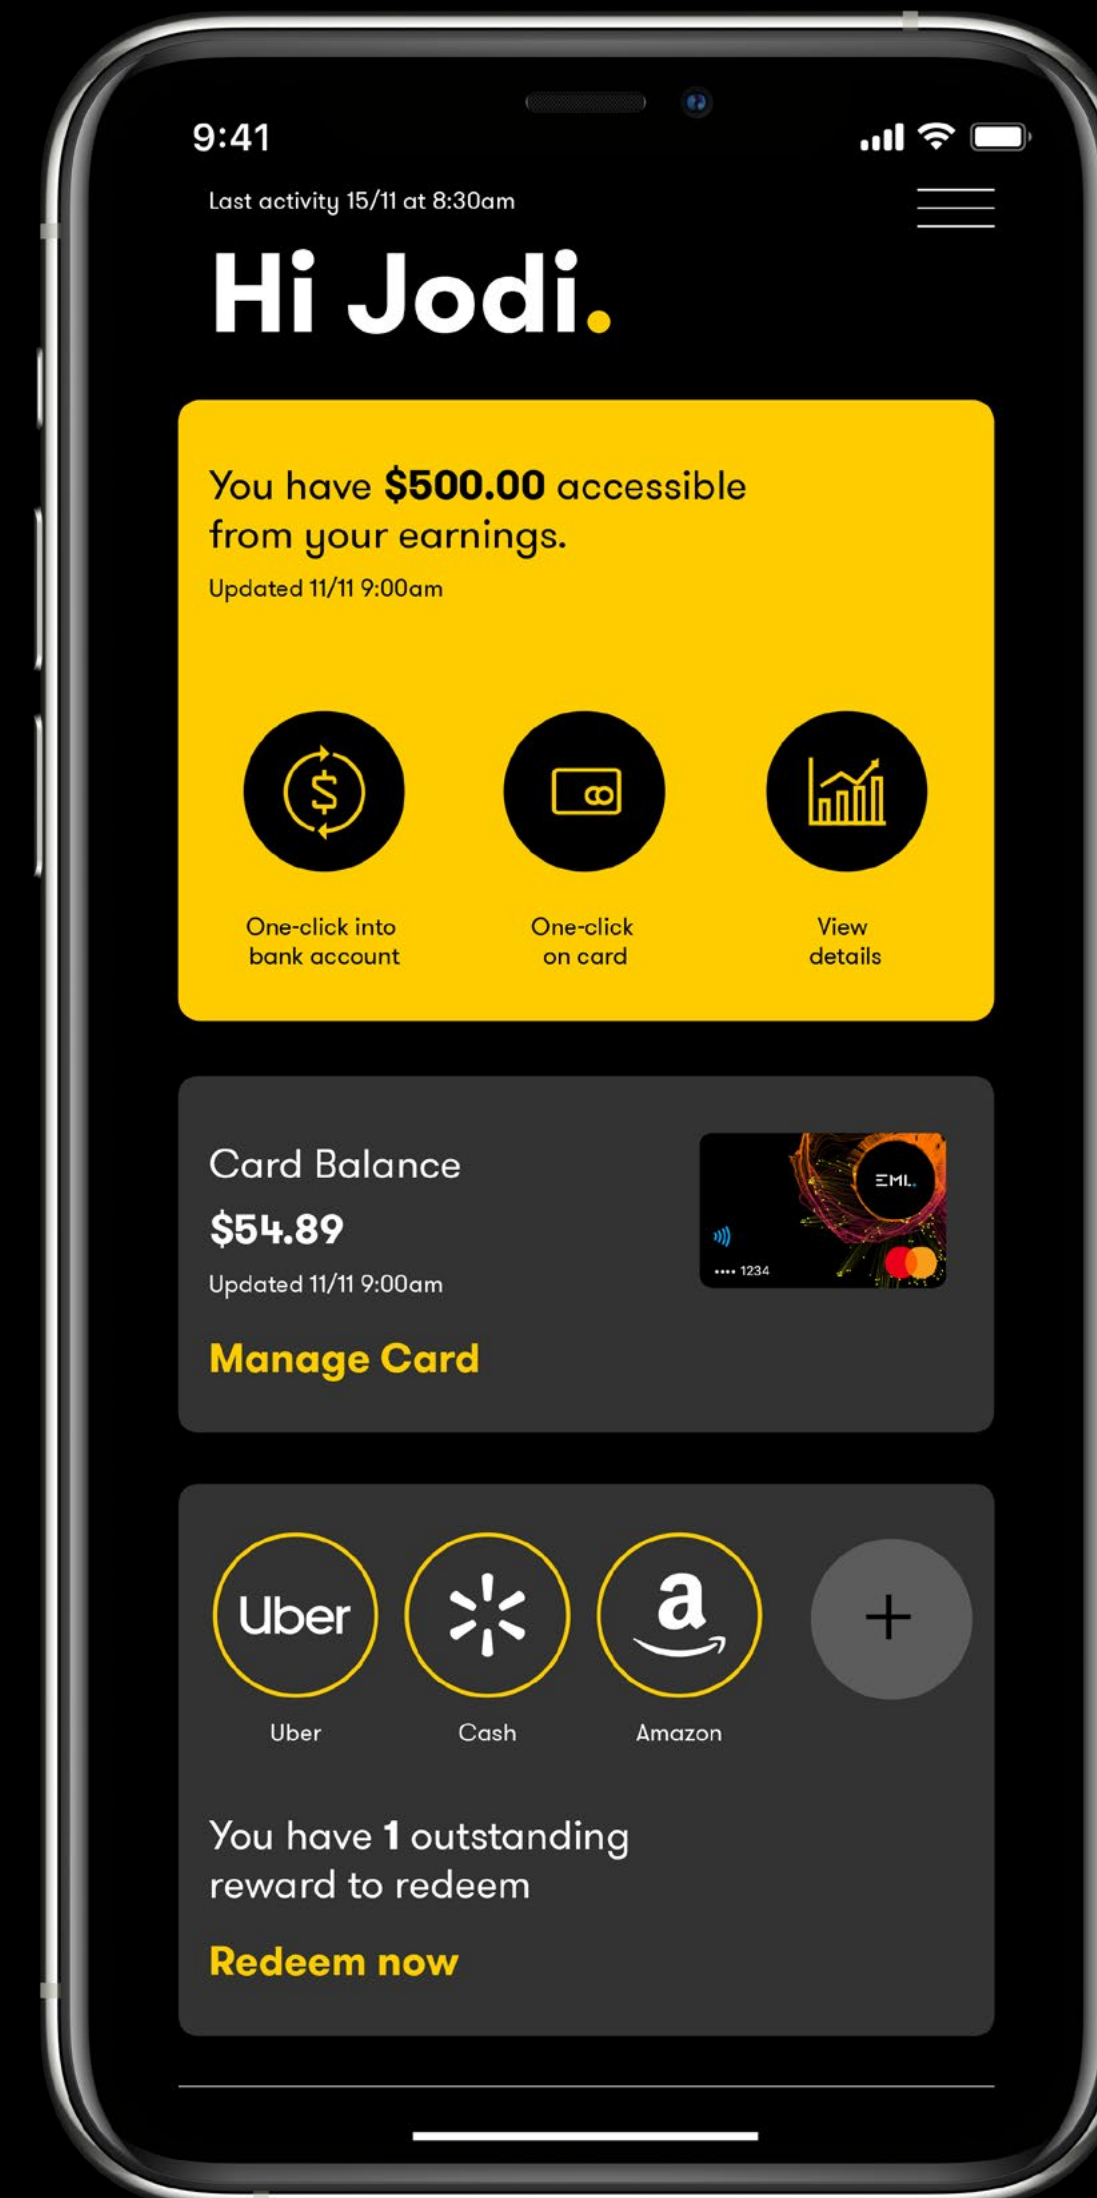 9:41
Last activity 15/11 at 8:30am
Hi Jodi.
You have $500.00 accessible
from your earnings.
Updated 11/11 9:00am
One-click into
bank account
One-click
on card
View
details
Card Balance
$54.89
Updated 11/11 9:00am
EML.
•••• 1234
Manage Card
Uber
a
Uber
Cash
Amazon
You have 1 outstanding
reward to redeem
Redeem now